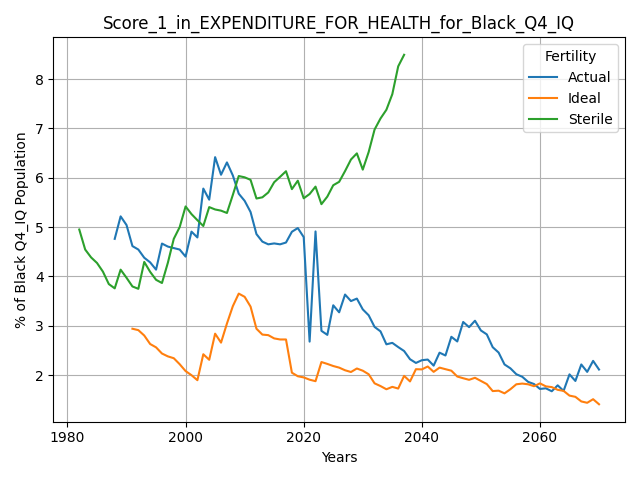 Score_1_in_EXPENDITURE_FOR_HEALTH_for_Black_Q4_IQ
% of Black Q4_IQ Population
8
7
6
5
4
3
2
Fertility
Actual
Ideal
Sterile
1980
2000
2020
2040
2060
Years